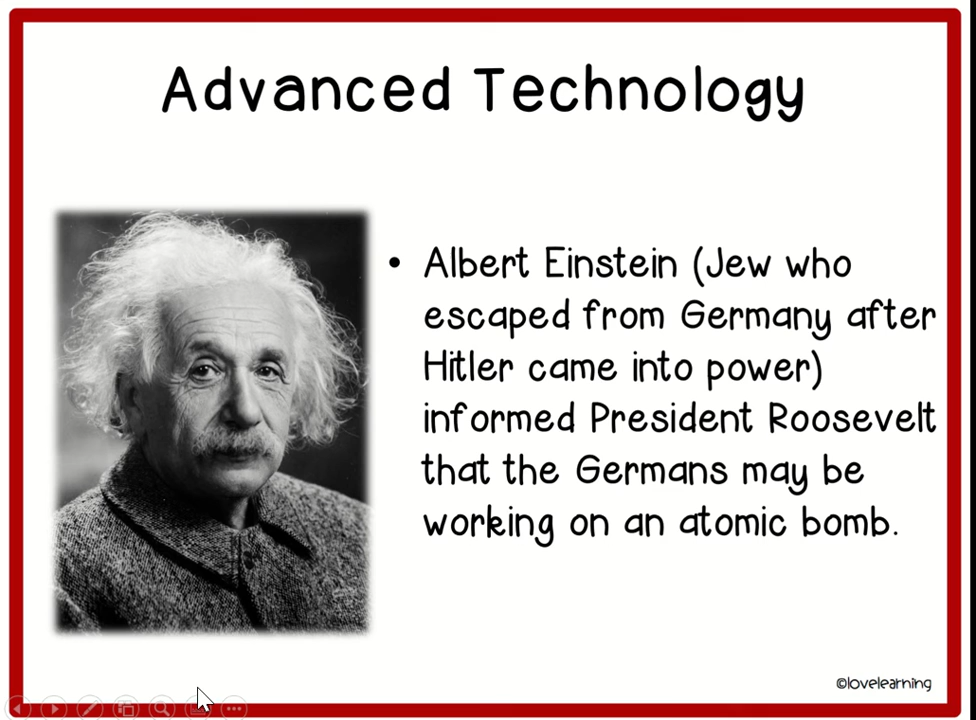 Advanced Technology
• Albert Einstein (Jew who
escaped from Germany after
Hitler came into power)
informed President Roosevelt
that the Germans may be
working on an atomic bomb.
©lovelearning